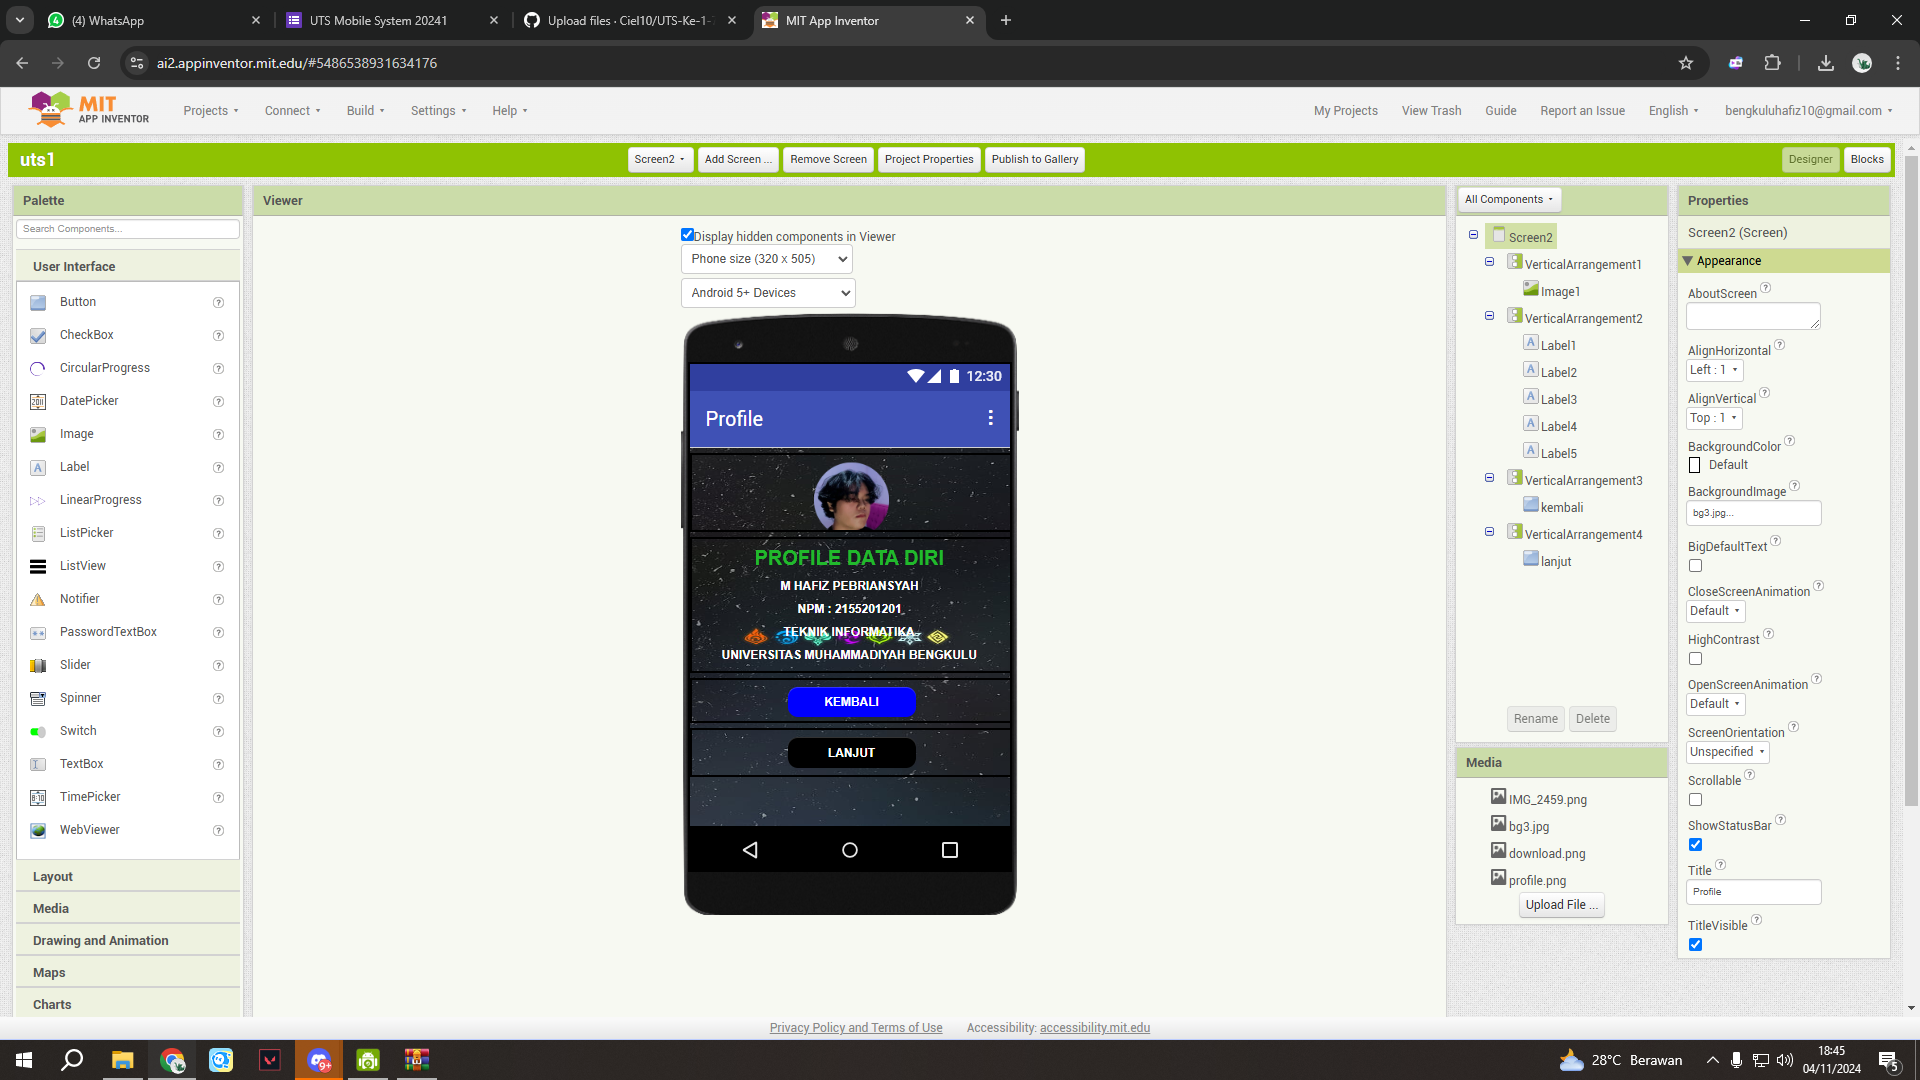 (4) WhatsApp
UTS Mobile System 20241
Upload files · Ciel10/UTS-Ke-1-
MIT App Inventor
ai2.appinventor.mit.edu/#5486538931634176
MIT
APP INVENTOR
Projects
Connect
Build
Settings
Help
My Projects
View Trash
Guide
Report an Issue
English
bengkuluhafiz10@gmail.com
uts1
Screen2
Add Screen ...
Remove Screen
Project Properties
Publish to Gallery
Designer
Blocks
Palette
Search Components...
User Interface
Button
CheckBox
CircularProgress
DatePicker
Image
Label
LinearProgress
ListPicker
ListView
Notifier
PasswordTextBox
Slider
Spinner
Switch
TextBox
TimePicker
WebViewer
Layout
Media
Drawing and Animation
Maps
Charts
Viewer
Display hidden components in Viewer
Phone size (320 x 505)
Android 5+ Devices
12:30
Profile
PROFILE DATA DIRI
M HAFIZ PEBRIANSYAH
NPM : 2155201201
TEKNIK INFORMATIKA
UNIVERSITAS MUHAMMADIYAH BENGKULU
KEMBALI
LANJUT
All Components
Screen2
VerticalArrangement1
Image1
VerticalArrangement2
Label1
Label2
Label3
Label4
Label5
VerticalArrangement3
kembali
VerticalArrangement4
lanjut
Rename
Delete
Media
IMG_2459.png
bg3.jpg
download.png
profile.png
Upload File ...
Properties
Screen2 (Screen)
Appearance
AboutScreen
AlignHorizontal
Left : 1
AlignVertical
Top : 1
BackgroundColor
Default
BackgroundImage
bg3.jpg...
BigDefaultText
CloseScreenAnimation
Default
HighContrast
OpenScreenAnimation
Default
ScreenOrientation
Unspecified
Scrollable
ShowStatusBar
Title
Profile
TitleVisible
Privacy Policy and Terms of Use
Accessibility: accessibility.mit.edu
9+
28°C Berawan
18:45
04/11/2024
5